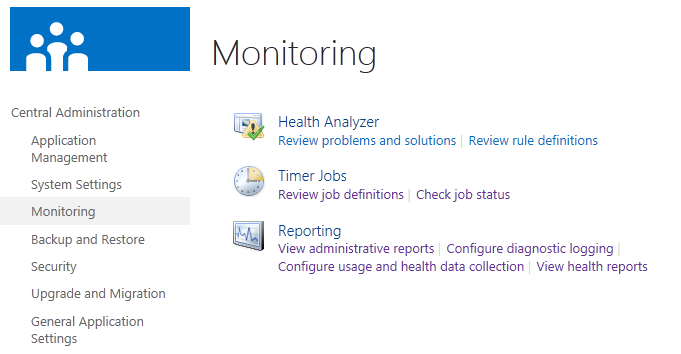 Monitoring
Central Administration
Application
Management
System Settings
Monitoring
Backup and Restore
Security
Upgrade and Migration
General Application
Settings
Health Analyzer
Review problems and solutions | Review rule definitions
Timer Jobs
Review job definitions | Check job status
Reporting
View administrative reports | Configure diagnostic logging |
Configure usage and health data collection | View health reports